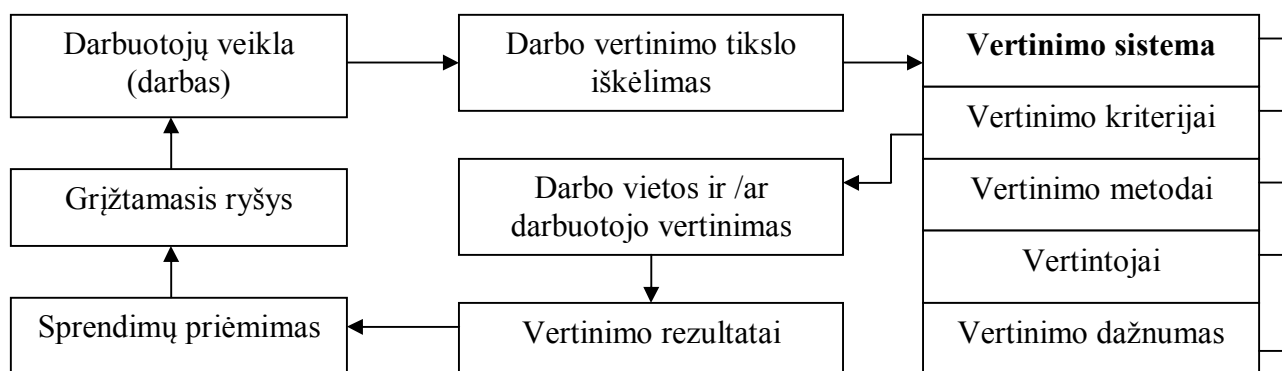 Darbuotojų veikla
(darbas)
Darbo vertinimo tikslo
iškėlimas
Vertinimo sistema
Vertinimo kriterijai
Vertinimo metodai
Vertintojai
Vertinimo dažnumas
Darbo vietos ir /ar
darbuotojo vertinimas
Vertinimo rezultatai
Sprendimų priėmimas
Grįžtamasis ryšys